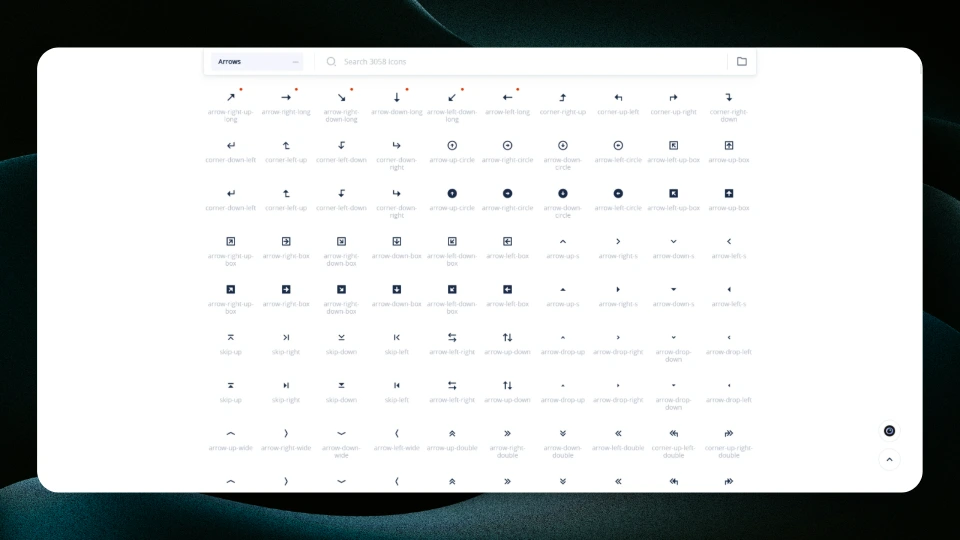 Arrows
Search 3058 icons
arrow-right-up-long arrow-right-long arrow-right-down-long arrow-down-long arrow-left-down-long arrow-left-long corner-right-up corner-left-up corner-up-right corner-right-down
corner-down-left corner-left-up corner-left-down corner-down-right arrow-up-circle arrow-right-circle arrow-down-circle arrow-left-circle arrow-left-up-box arrow-up-box
corner-down-left corner-left-up corner-left-down corner-down-right arrow-up-circle arrow-right-circle arrow-down-circle arrow-left-circle arrow-left-up-box arrow-up-box
arrow-right-up-box arrow-right-box arrow-right-down-box arrow-down-box arrow-left-down-box arrow-left-box arrow-up-s arrow-right-s arrow-down-s arrow-left-s
arrow-right-up-box arrow-right-box arrow-right-down-box arrow-down-box arrow-left-down-box arrow-left-box arrow-up-s arrow-right-s arrow-down-s arrow-left-s
skip-up skip-right skip-down skip-left arrow-left-right arrow-up-down arrow-drop-up arrow-drop-right arrow-drop-down arrow-drop-left
skip-up skip-right skip-down skip-left arrow-left-right arrow-up-down arrow-drop-up arrow-drop-right arrow-drop-down arrow-drop-left
arrow-up-wide arrow-right-wide arrow-down-wide arrow-left-wide arrow-up-double arrow-right-double arrow-down-double arrow-left-double corner-up-left-double corner-up-right-double